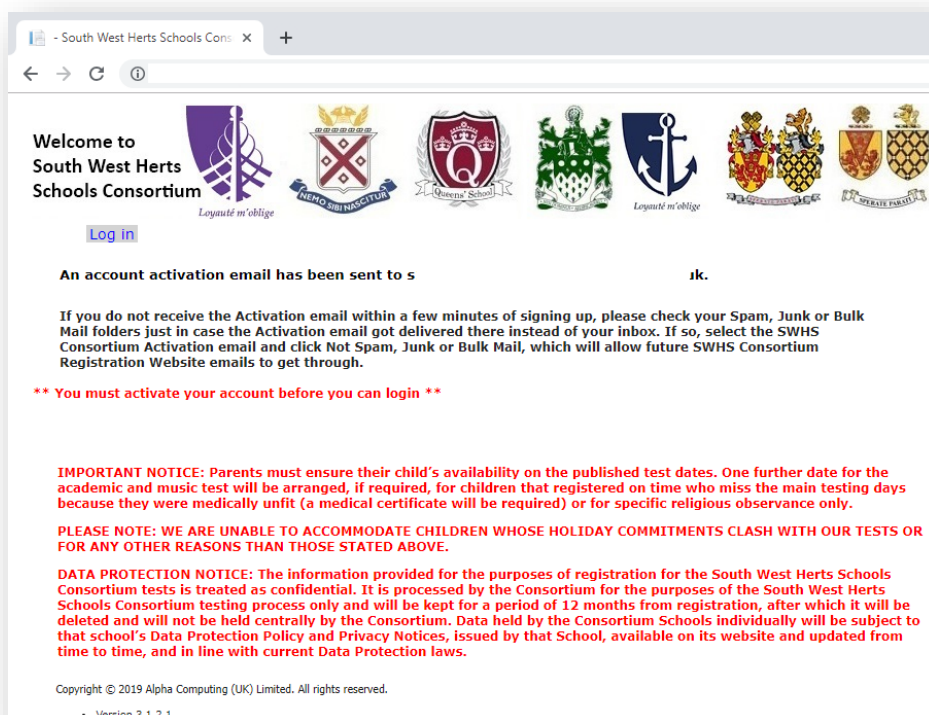 - South West Herts Schools Cons
Welcome to
South West Herts
Schools Consortium
Loyauté m'oblige
NEMO SIBI NASCITUR
Queens' School
Loyauté m'oblige
SPERATE PARATI
Log in
An account activation email has been sent to s uk.
If you do not receive the Activation email within a few minutes of signing up, please check your Spam, Junk or Bulk
Mail folders just in case the Activation email got delivered there instead of your inbox. If so, select the SWHS
Consortium Activation email and click Not Spam, Junk or Bulk Mail, which will allow future SWHS Consortium
Registration Website emails to get through.
** You must activate your account before you can login **
IMPORTANT NOTICE: Parents must ensure their child's availability on the published test dates. One further date for the
academic and music test will be arranged, if required, for children that registered on time who miss the main testing days
because they were medically unfit (a medical certificate will be required) or for specific religious observance only.
PLEASE NOTE: WE ARE UNABLE TO ACCOMMODATE CHILDREN WHOSE HOLIDAY COMMITMENTS CLASH WITH OUR TESTS OR
FOR ANY OTHER REASONS THAN THOSE STATED ABOVE.
DATA PROTECTION NOTICE: The information provided for the purposes of registration for the South West Herts Schools
Consortium tests is treated as confidential. It is processed by the Consortium for the purposes of the South West Herts
Schools Consortium testing process only and will be kept for a period of 12 months from registration, after which it will be
deleted and will not be held centrally by the Consortium. Data held by the Consortium Schools individually will be subject to
that school's Data Protection Policy and Privacy Notices, issued by that School, available on its website and updated from
time to time, and in line with current Data Protection laws.
Copyright © 2019 Alpha Computing (UK) Limited. All rights reserved.
• Version 3.1.2.1